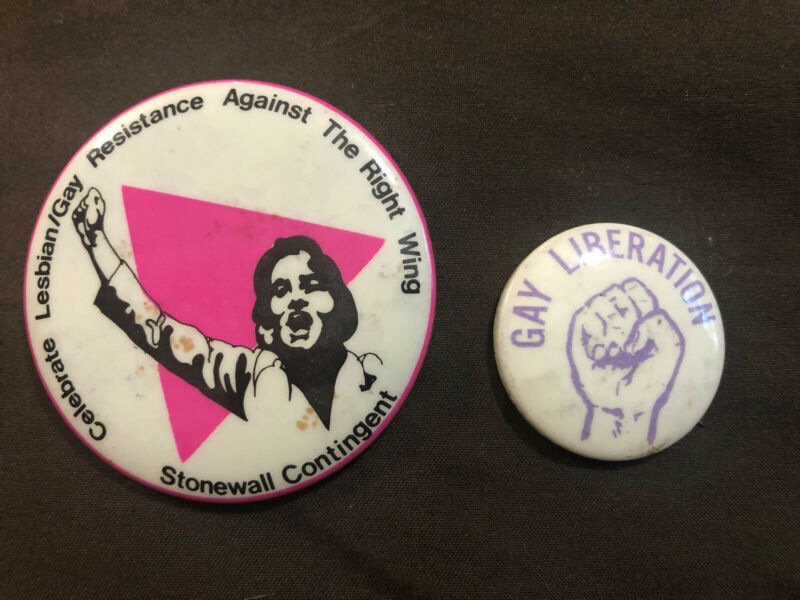 Celebrate Lesbian/Gay Resistance Against The Right Wing
Stonewall Contingent
GAY LIBERATION